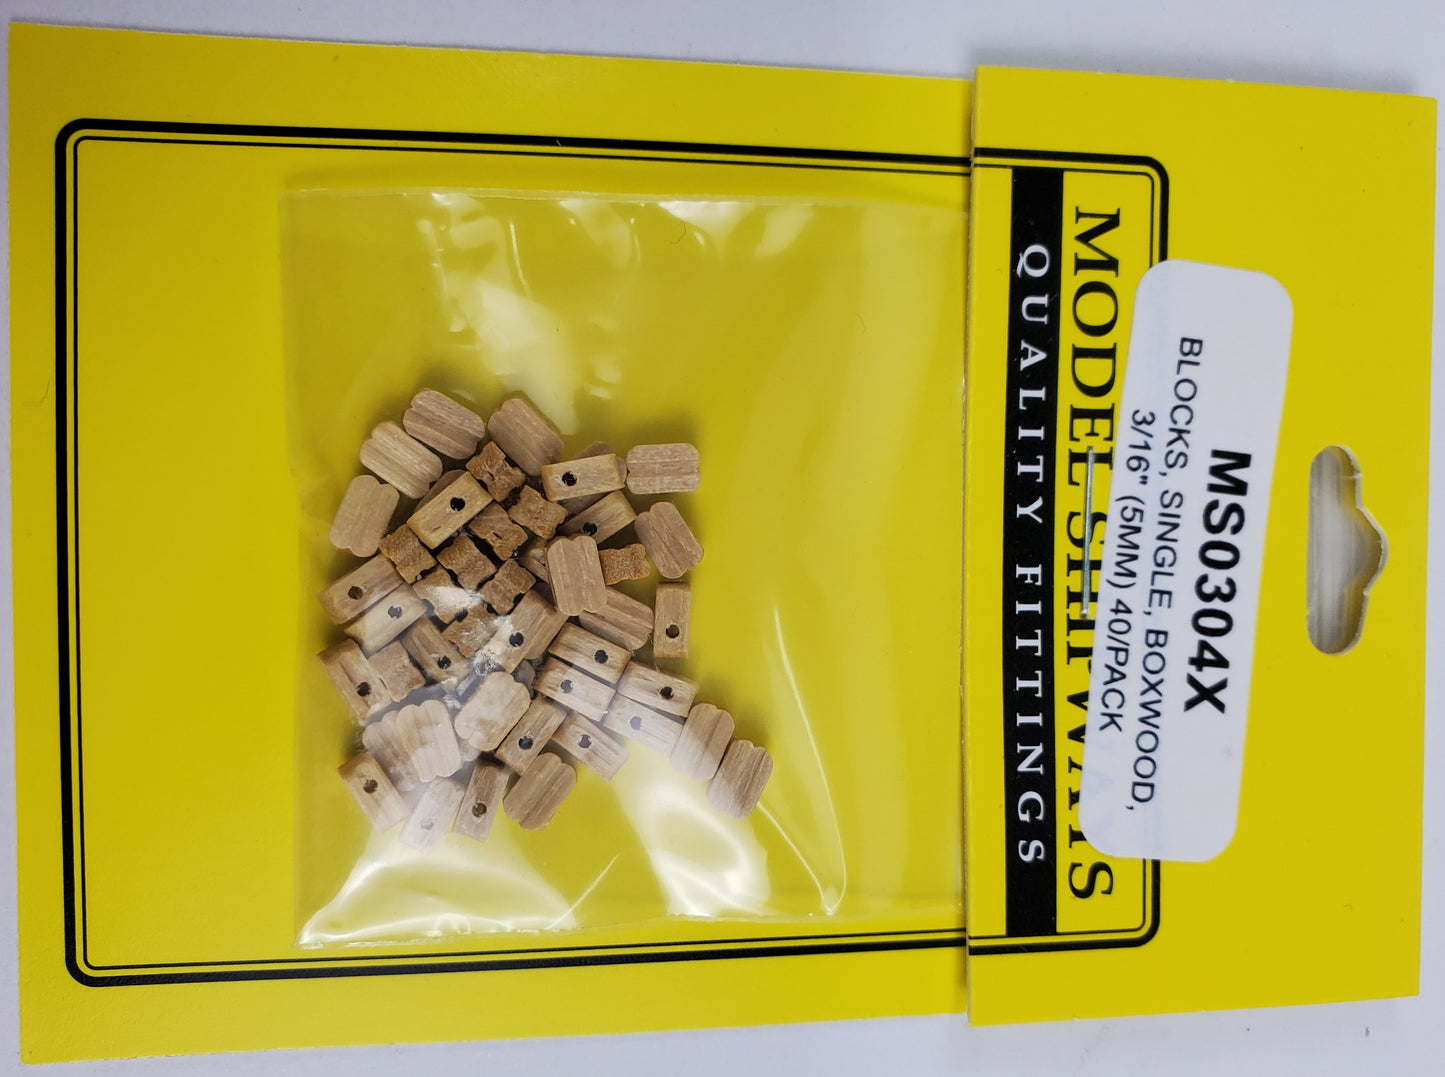 MS0304X
BLOCKS, SINGLE, BOXWOOD,
3/16" (5MM) 40/PACK
MODEL SHIPWAYS
QUALITY FITTINGS